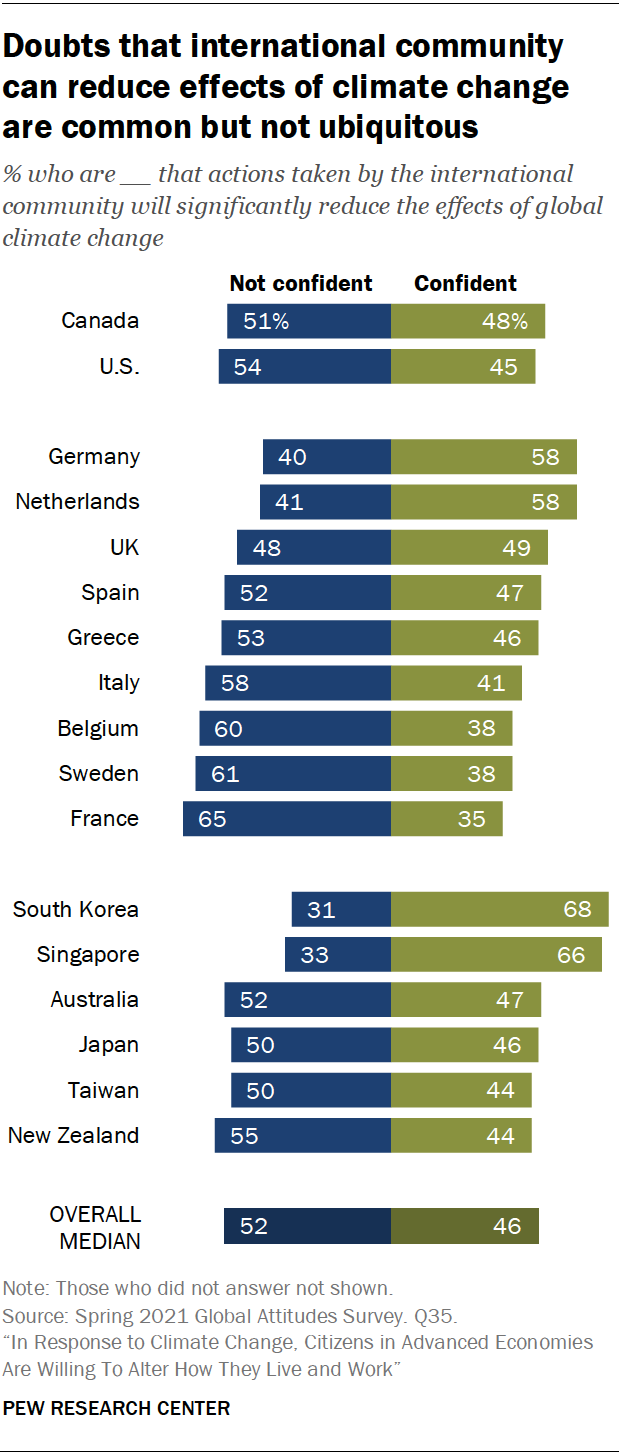 Doubts that international community
can reduce effects of climate change
are common but not ubiquitous
% who are __ that actions taken by the international
community will significantly reduce the effects of global
climate change
Not confident Confident
Canada 51% 48%
U.S. 54 45
Germany 40 58
Netherlands 41 58
UK 48 49
Spain 52 47
Greece 53 46
Italy 58 41
Belgium 60 38
Sweden 61 38
France 65 35
South Korea 31 68
Singapore 33 66
Australia 52 47
Japan 50 46
Taiwan 50 44
New Zealand 55 44
OVERALL
MEDIAN 52 46
Note: Those who did not answer not shown.
Source: Spring 2021 Global Attitudes Survey. Q35.
“In Response to Climate Change, Citizens in Advanced Economies
Are Willing To Alter How They Live and Work”
PEW RESEARCH CENTER